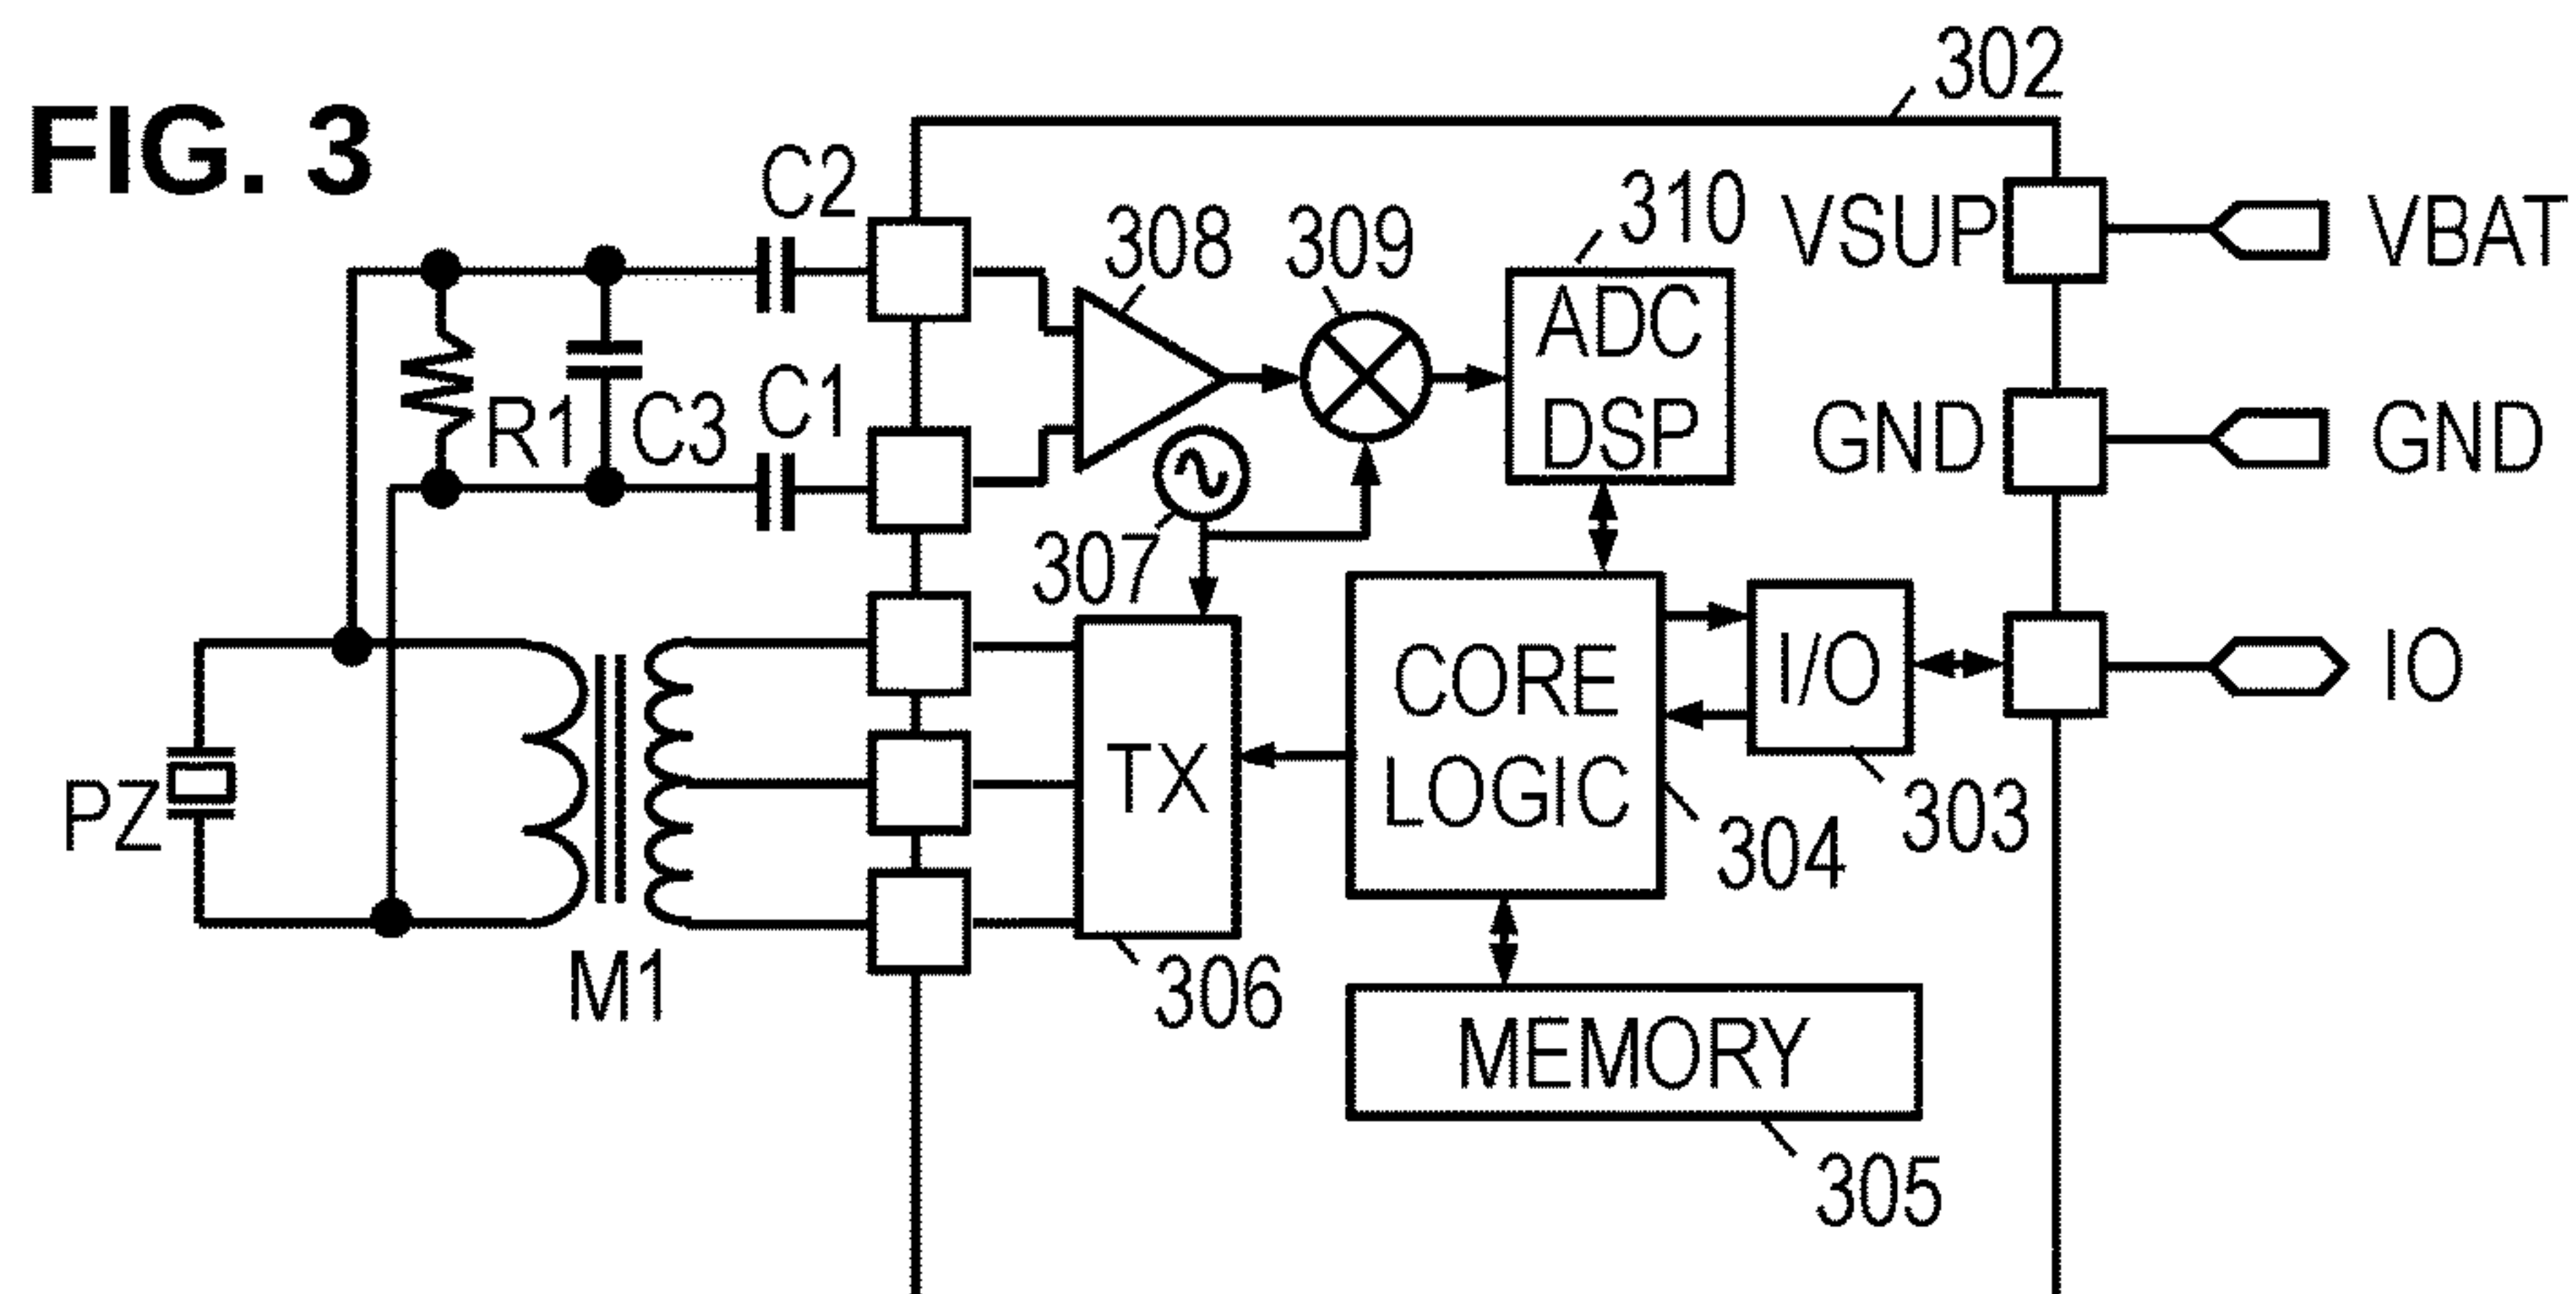 FIG. 3
302
C2
308
309
310
VSUP
VBAT
ADC
DSP
R1
C3
C1
GND
GND
307
CORE
LOGIC
I/O
IO
TX
PZ
304
303
M1
306
MEMORY
305